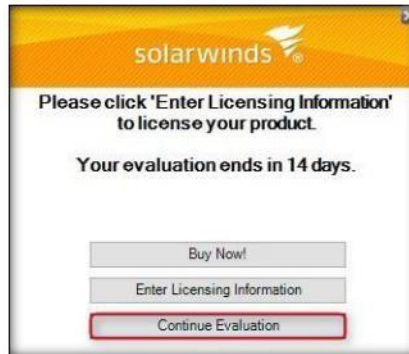 solarwinds®
Please click 'Enter Licensing Information'
to license your product.
Your evaluation ends in 14 days.
Buy Now!
Enter Licensing Information
Continue Evaluation